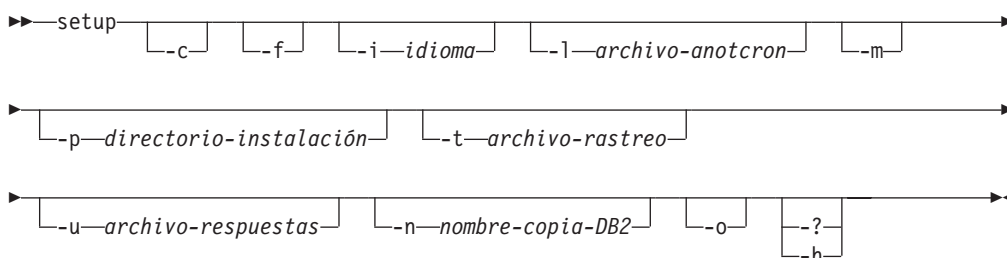 setup
-c -f -i idioma -l archivo-anotcron -m
-p directorio-instalación -t archivo-rastreo
-u archivo-respuestas -n nombre-copia-DB2 -o -?
-h